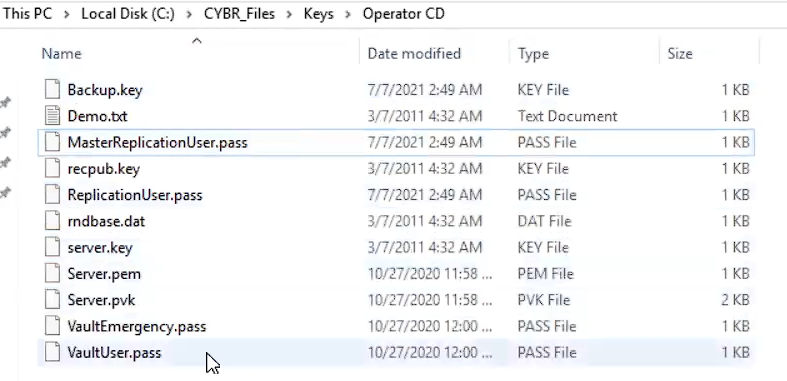 This PC > Local Disk (C:) > CYBR_Files > Keys > Operator CD
Name Date modified Type Size
Backup.key 7/7/2021 2:49 AM KEY File 1 KB
Demo.txt 3/7/2011 4:32 AM Text Document 1 KB
MasterReplicationUser.pass 7/7/2021 2:49 AM PASS File 1 KB
recpub.key 3/7/2011 4:32 AM KEY File 1 KB
ReplicationUser.pass 7/7/2021 2:49 AM PASS File 1 KB
rndbase.dat 3/7/2011 4:32 AM DAT File 1 KB
server.key 3/7/2011 4:32 AM KEY File 1 KB
Server.pem 10/27/2020 11:58 ... PEM File 1 KB
Server.pvk 10/27/2020 11:58 ... PVK File 2 KB
VaultEmergency.pass 10/27/2020 12:00 ... PASS File 1 KB
VaultUser.pass 10/27/2020 12:00 ... PASS File 1 KB